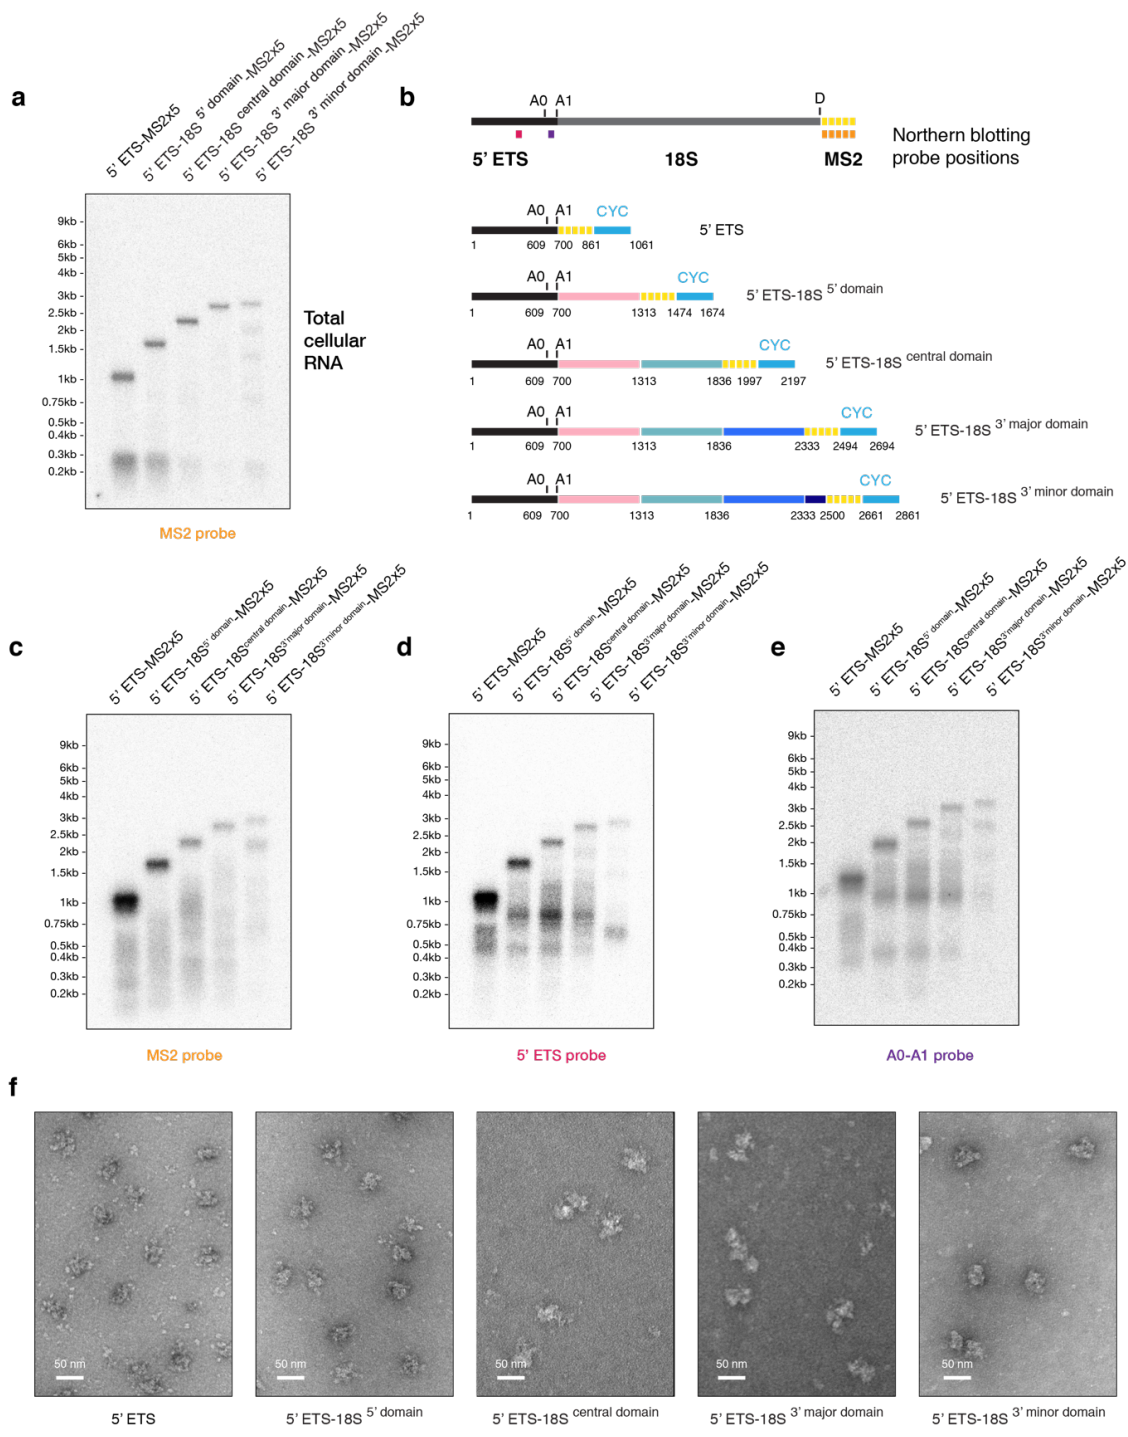 a
5’ ETS-MS2x5
5’ ETS-18S 5’ domain-MS2x5
5’ ETS-18S central domain-MS2x5
5’ ETS-18S 3’ major domain-MS2x5
5’ ETS-18S 3’ minor domain-MS2x5
9kb
6kb
5kb
4kb
3kb
2.5kb
2kb
1.5kb
1kb
0.75kb
0.5kb
0.4kb
0.3kb
0.2kb
Total
cellular
RNA
MS2 probe
b
A0 A1 D
5’ ETS 18S MS2
Northern blotting
probe positions
A0 A1 CYC
5’ ETS
1 609 700 861 1061
A0 A1 CYC
5’ ETS-18S 5’ domain
1 609 700 1313 1474 1674
A0 A1 CYC
5’ ETS-18S central domain
1 609 700 1313 1836 1997 2197
A0 A1 CYC
5’ ETS-18S 3’ major domain
1 609 700 1313 1836 2333 2494 2694
A0 A1 CYC
5’ ETS-18S 3’ minor domain
1 609 700 1313 1836 2333 2500 2661 2861
c
5’ ETS-MS2x5
5’ ETS-18S5’ domain-MS2x5
5’ ETS-18Scentral domain-MS2x5
5’ ETS-18S3’major domain-MS2x5
5’ ETS-18S3’minor domain-MS2x5
9kb
6kb
5kb
4kb
3kb
2.5kb
2kb
1.5kb
1kb
0.75kb
0.5kb
0.4kb
0.3kb
0.2kb
MS2 probe
d
5’ ETS-MS2x5
5’ ETS-18S5’ domain-MS2x5
5’ ETS-18Scentral domain-MS2x5
5’ ETS-18S3’major domain-MS2x5
5’ ETS-18S3’minor domain-MS2x5
9kb
6kb
5kb
4kb
3kb
2.5kb
2kb
1.5kb
1kb
0.75kb
0.5kb
0.4kb
0.3kb
0.2kb
5’ ETS probe
e
5’ ETS-MS2x5
5’ ETS-18S5’ domain-MS2x5
5’ ETS-18Scentral domain-MS2x5
5’ ETS-18S3’major domain-MS2x5
5’ ETS-18S3’minor domain-MS2x5
9kb
6kb
5kb
4kb
3kb
2.5kb
2kb
1.5kb
1kb
0.75kb
0.5kb
0.4kb
0.3kb
0.2kb
A0-A1 probe
f
50 nm
50 nm
50 nm
50 nm
50 nm
5’ ETS
5’ ETS-18S 5’ domain
5’ ETS-18S central domain
5’ ETS-18S 3’ major domain
5’ ETS-18S 3’ minor domain